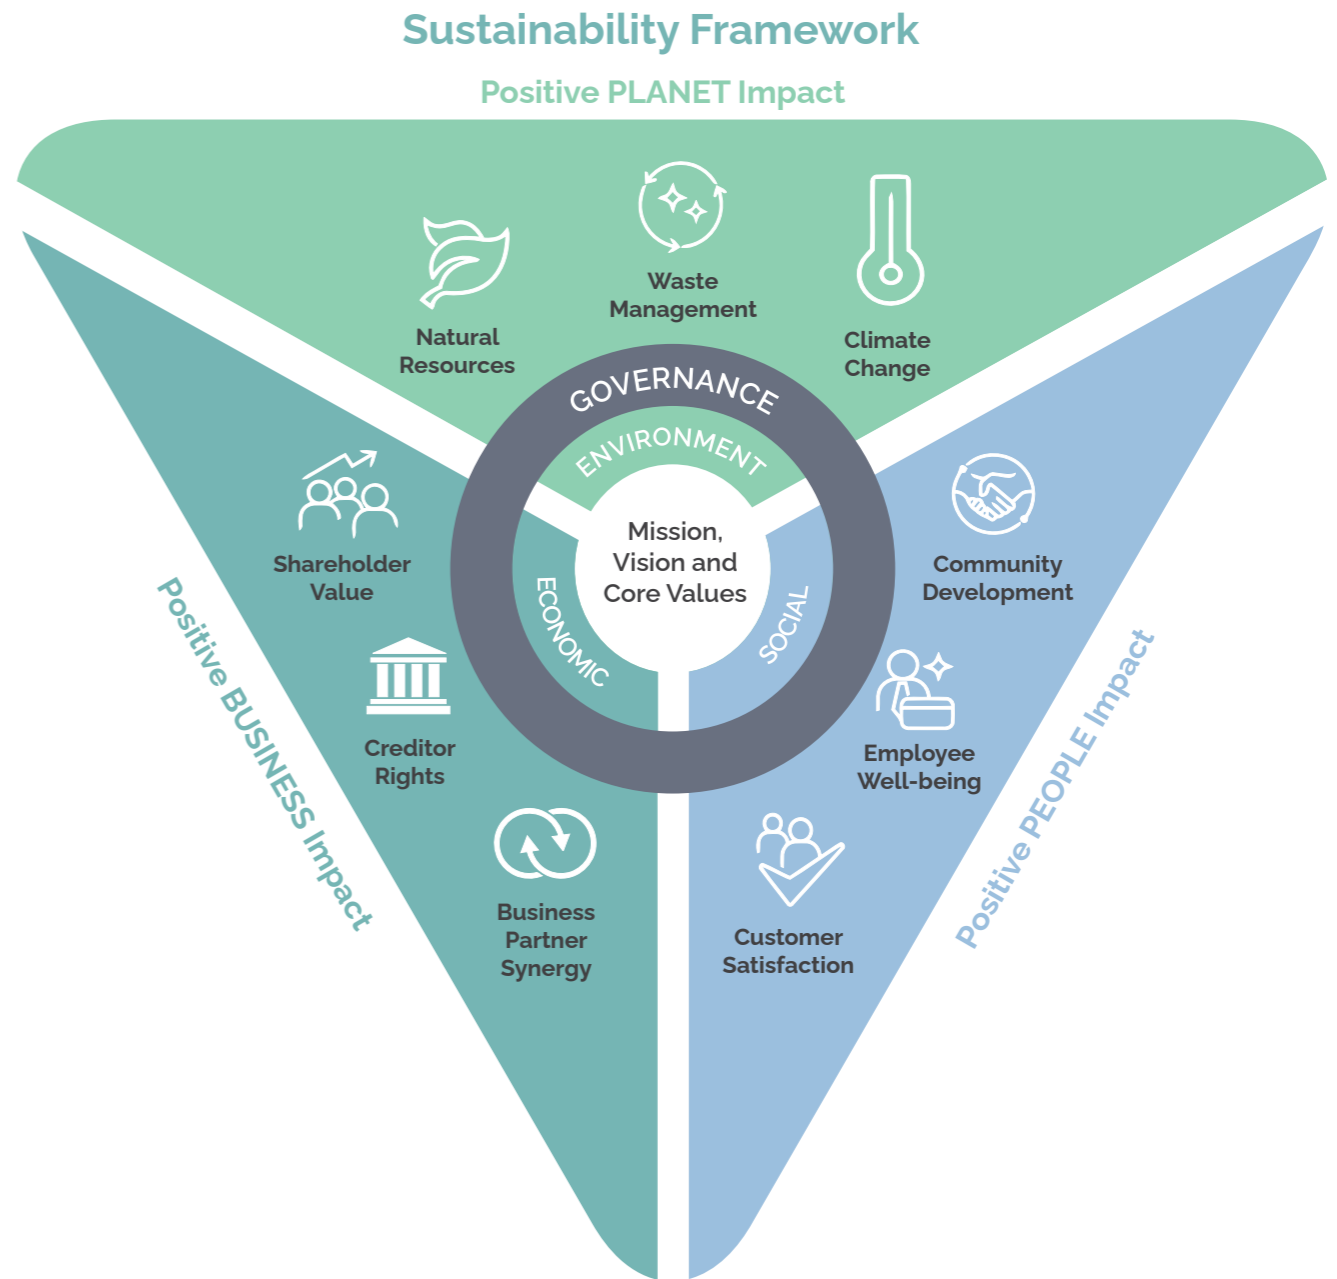 Sustainability Framework
Positive PLANET Impact
Waste
Management
Natural
Resources
Climate
Change
GOVERNANCE
ENVIRONMENT
Mission,
Vision and
Core Values
ECONOMIC
SOCIAL
Shareholder
Value
Creditor
Rights
Business
Partner
Synergy
Positive BUSINESS Impact
Community
Development
Employee
Well-being
Customer
Satisfaction
Positive PEOPLE Impact